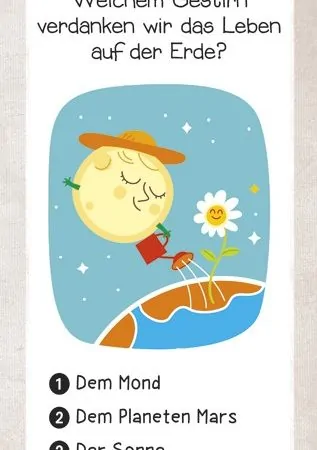 Welchem Gestirn
verdanken wir das Leben
auf der Erde?
1 Dem Mond
2 Dem Planeten Mars
3 Der Sonne